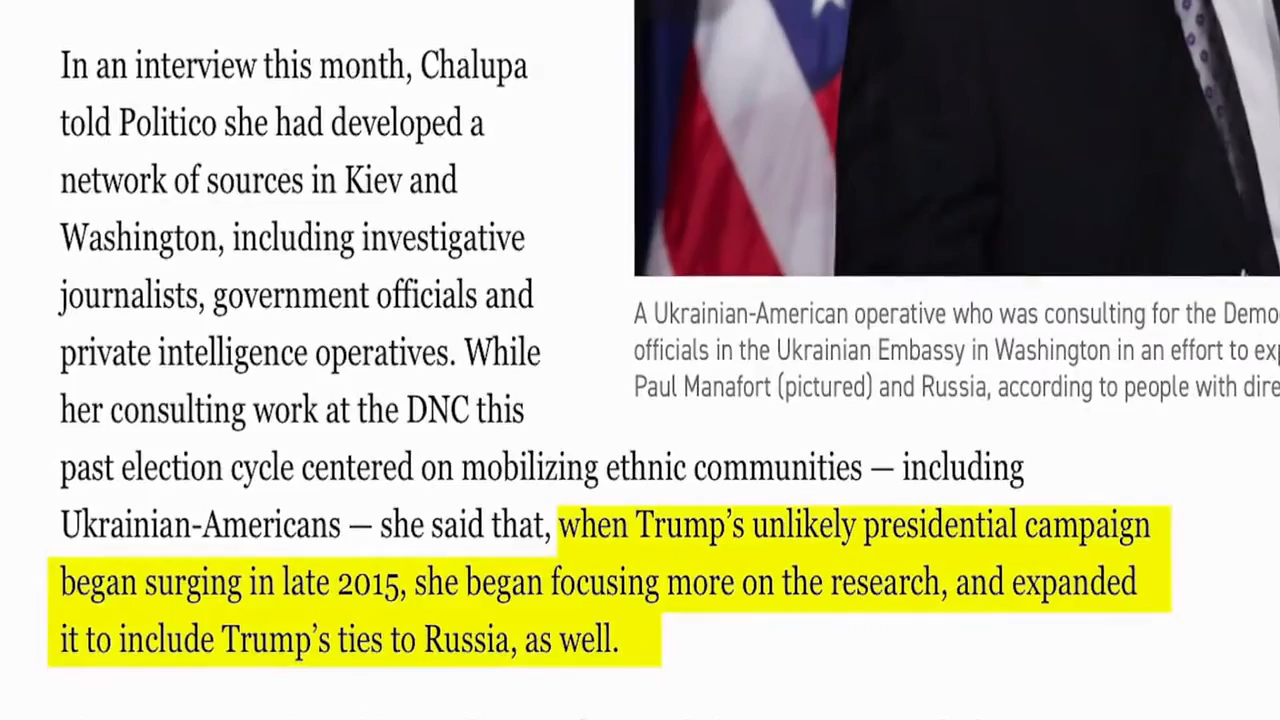 In an interview this month, Chalupa
told Politico she had developed a
network of sources in Kiev and
Washington, including investigative
journalists, government officials and
private intelligence operatives. While
her consulting work at the DNC this
past election cycle centered on mobilizing ethnic communities — including
Ukrainian-Americans — she said that, when Trump’s unlikely presidential campaign
began surging in late 2015, she began focusing more on the research, and expanded
it to include Trump’s ties to Russia, as well.
A Ukrainian-American operative who was consulting for the
officials in the Ukrainian Embassy in Washington in an effort to
Paul Manafort (pictured) and Russia, according to people with